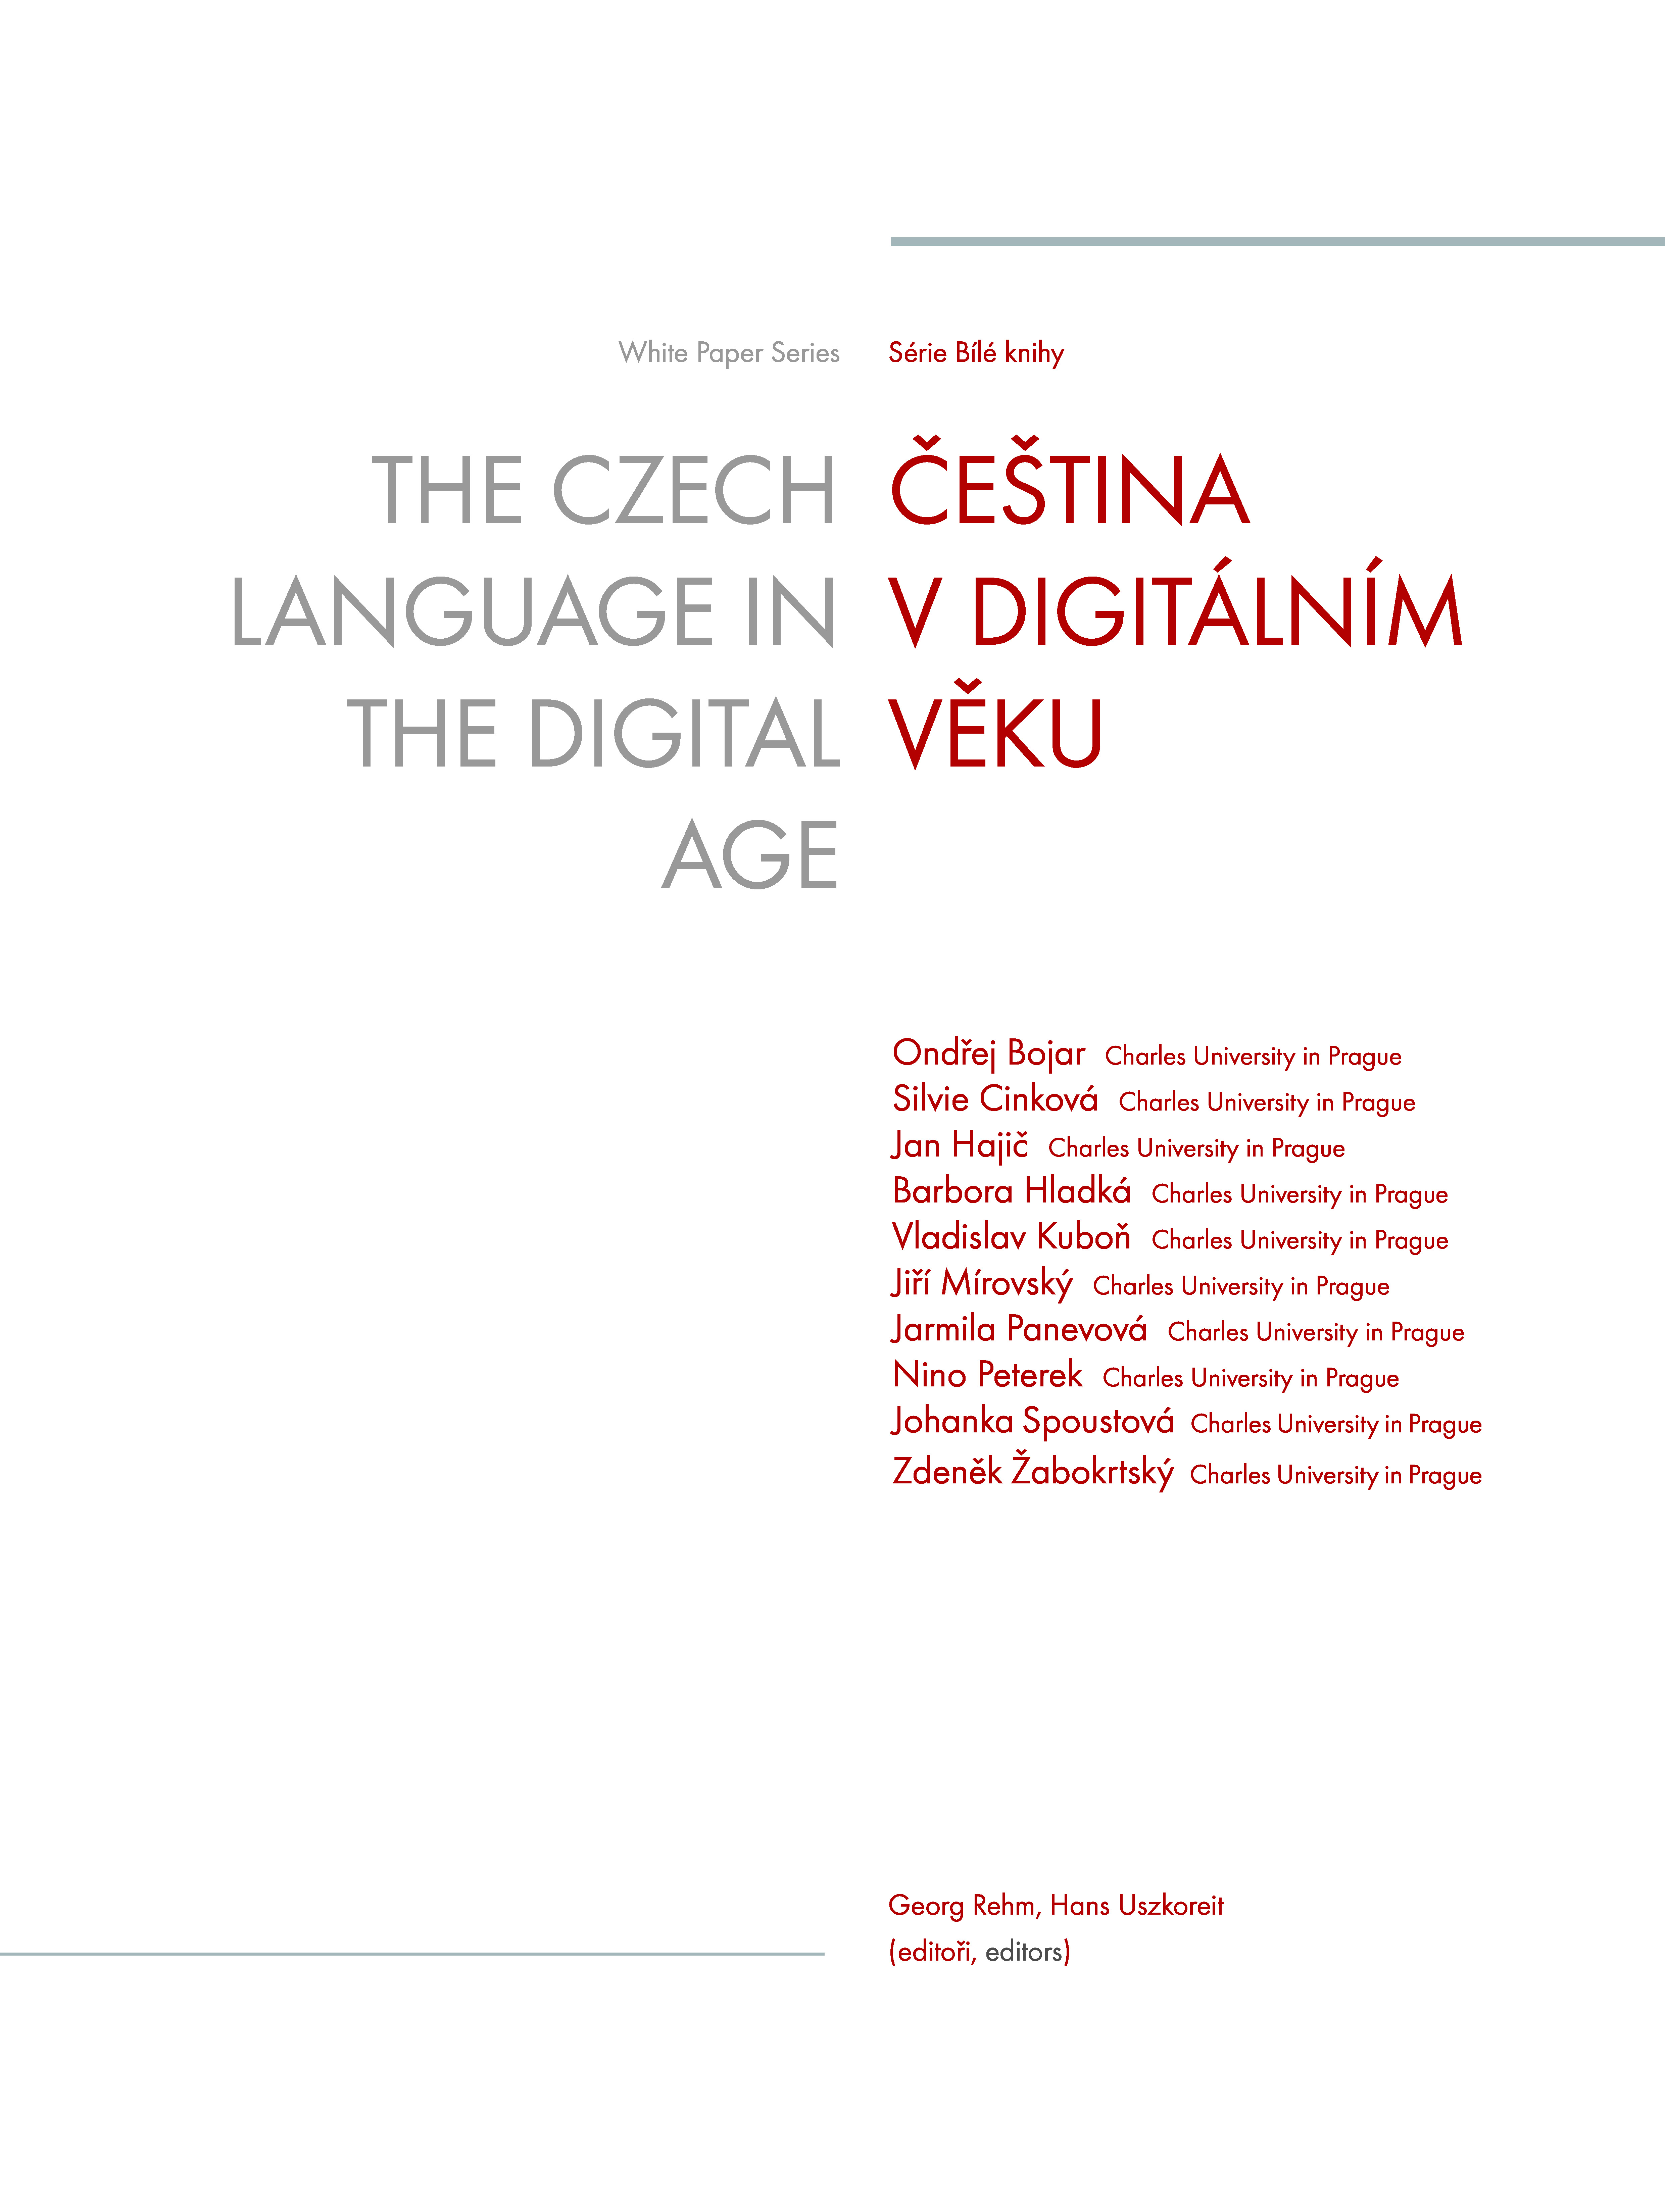 White Paper Series
THE CZECH
LANGUAGE IN
THE DIGITAL
AGE
Série Bílé knihy
ČEŠTINA
V DIGITÁLNÍM
VĚKU
Ondřej Bojar Charles University in Prague
Silvie Cinková Charles University in Prague
Jan Hajič Charles University in Prague
Barbora Hladká Charles University in Prague
Vladislav Kuboň Charles University in Prague
Jiří Mírovský Charles University in Prague
Jarmila Panevová Charles University in Prague
Nino Peterek Charles University in Prague
Johanka Spoustová Charles University in Prague
Zdeněk Žabokrtský Charles University in Prague
Georg Rehm, Hans Uszkoreit
(editoři, editors)